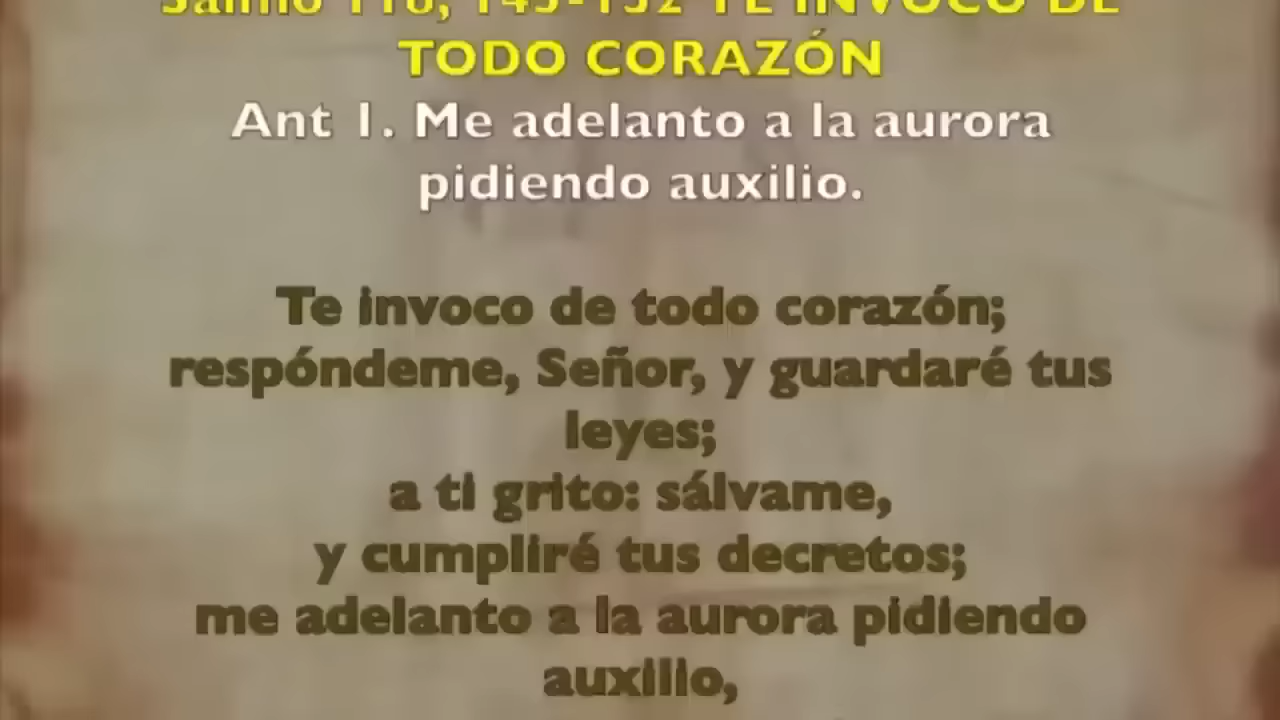 Salmo 118, 145-152 TE INVOCO DE
TODO CORAZÓN
Ant 1. Me adelanto a la aurora
pidiendo auxilio.
Te invoco de todo corazón;
respóndeme, Señor, y guardaré tus
leyes;
a ti grito: sálvame,
y cumpliré tus decretos;
me adelanto a la aurora pidiendo
auxilio,